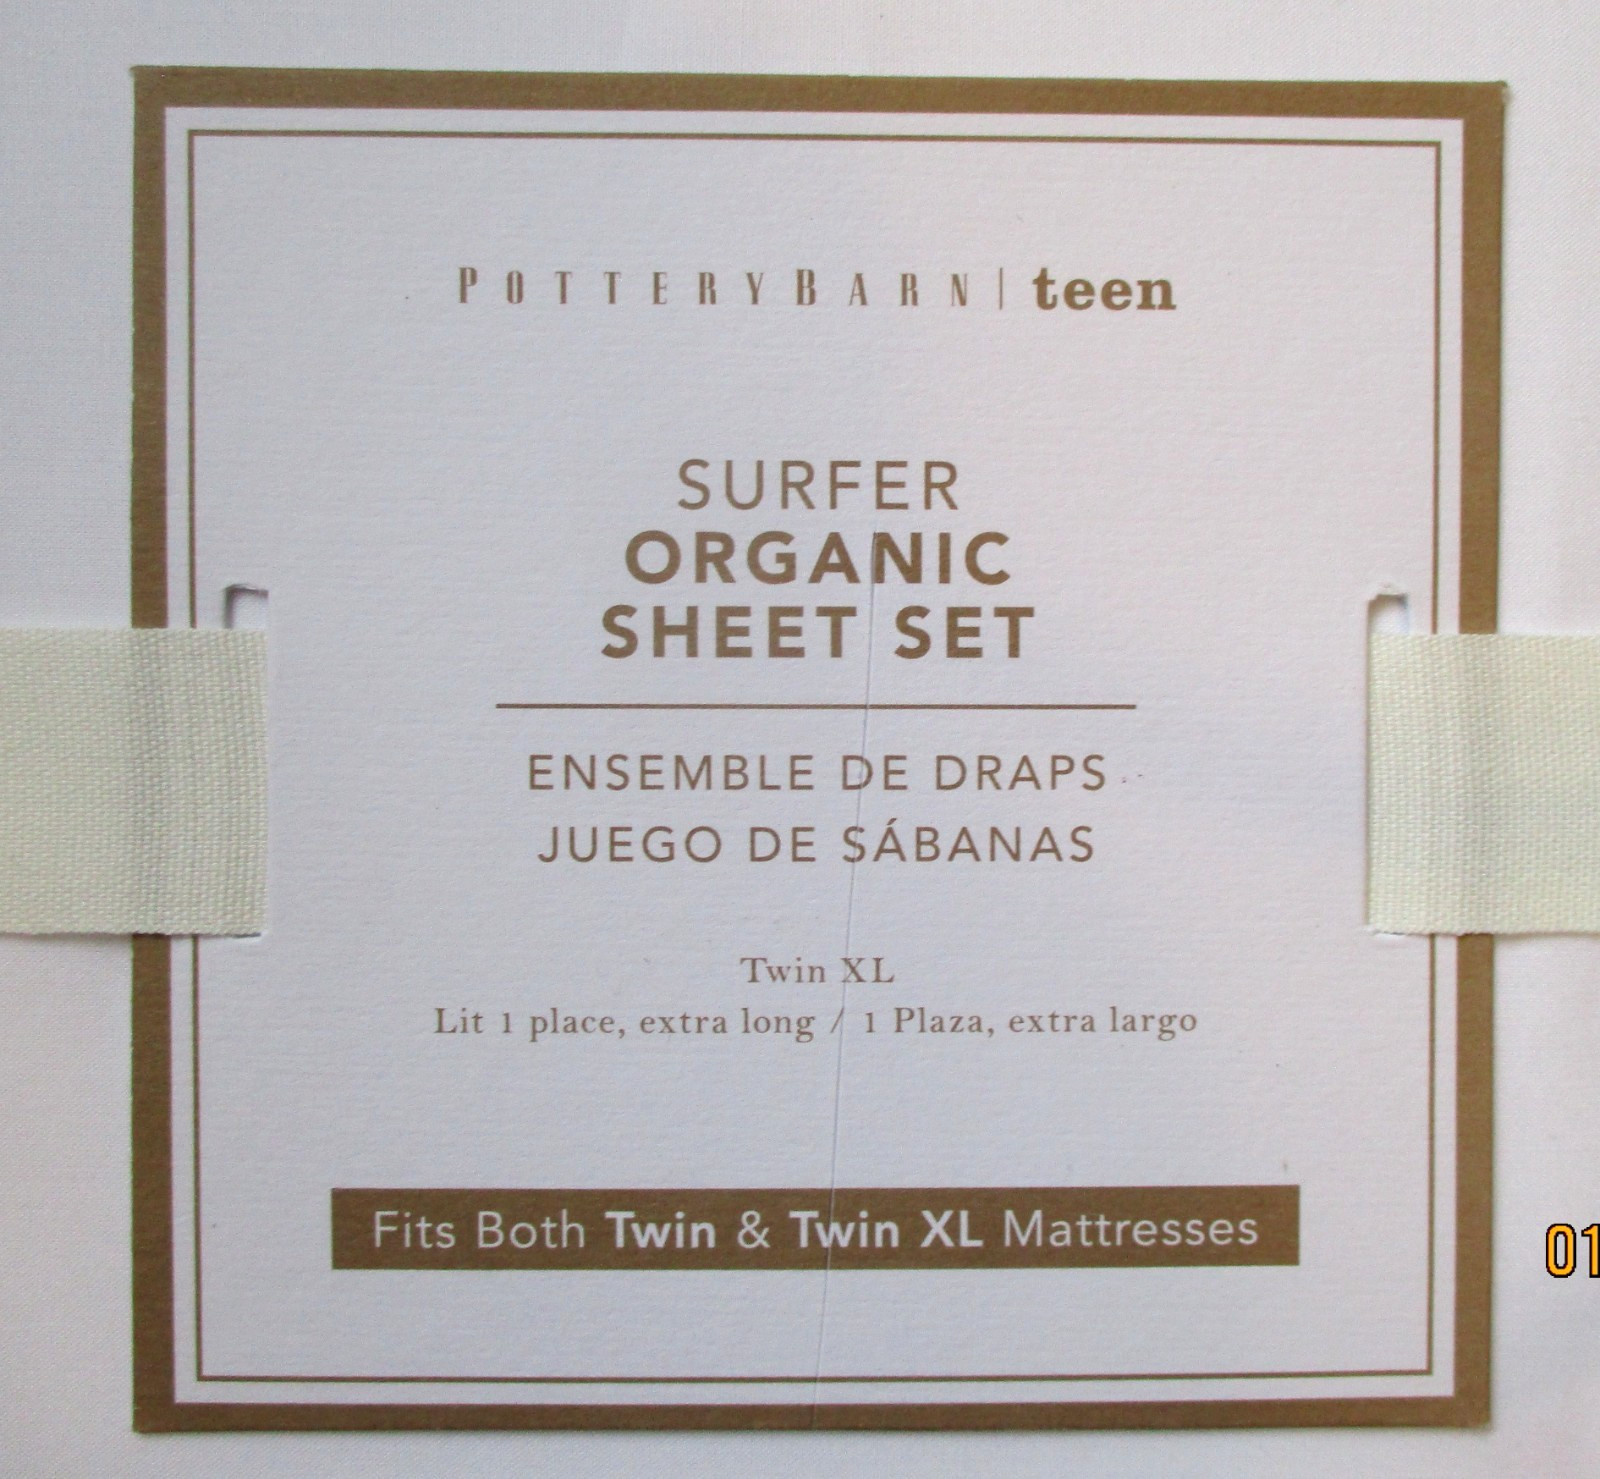 POTTERYBARN | teen
SURFER
ORGANIC
SHEET SET
ENSEMBLE DE DRAPS
JUEGO DE SÁBANAS
Twin XL
Lit 1 place, extra long / 1 Plaza, extra largo
Fits Both Twin & Twin XL Mattresses
01